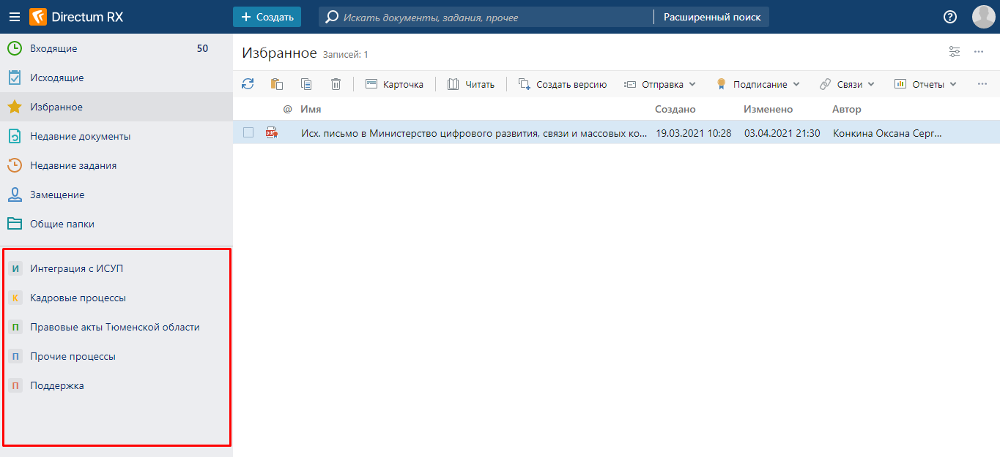 Directum RX
Создать
Искать документы, задания, прочее
Расширенный поиск
Входящие 50
Исходящие
Избранное
Недавние документы
Недавние задания
Замещение
Общие папки
И Интеграция с ИСУП
К Кадровые процессы
П Правовые акты Тюменской области
П Прочие процессы
П Поддержка
Избранное Записей: 1
Карточка Читать Создать версию Отправка Подписание Связи Отчеты
@ Имя Создано Изменено Автор
Исх. письмо в Министерство цифрового развития, связи и массовых ко... 19.03.2021 10:28 03.04.2021 21:30 Конкина Оксана Серг...